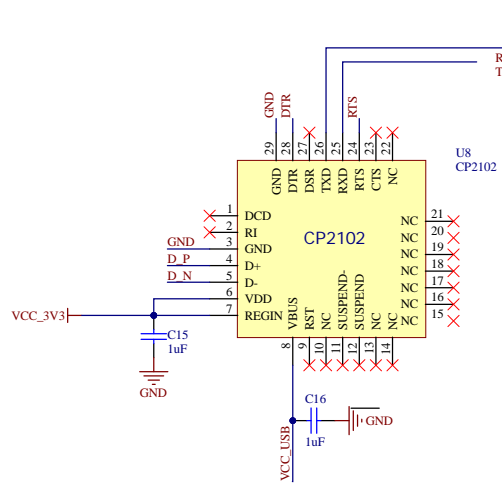 R
T
GND
DTR
RTS
29
28
27
26
25
24
23
22
U8
CP2102
GND
DTR
DSR
TXD
RXD
RTS
CTS
NC
CP2102
1 DCD
2 RI
GND 3 GND
D_P 4 D+
D_N 5 D-
6 VDD
VCC_3V3 7 REGIN
NC 21
NC 20
NC 19
NC 18
NC 17
NC 16
NC 15
VBUS
RST
NC
SUSPEND-
SUSPEND
NC
NC
8
9
10
11
12
13
14
C15
1uF
GND
C16
1uF
GND
VCC_USB